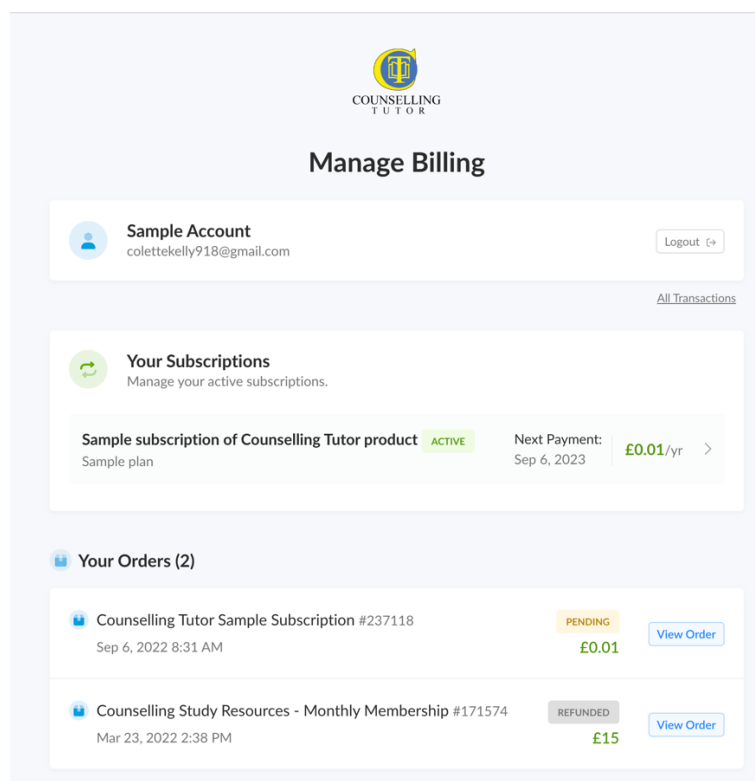 COUNSELLING
TUTOR
Manage Billing
Sample Account
colettekelly918@gmail.com
Logout
All Transactions
Your Subscriptions
Manage your active subscriptions.
Sample subscription of Counselling Tutor product ACTIVE
Sample plan
Next Payment:
Sep 6, 2023
£0.01/yr
Your Orders (2)
Counselling Tutor Sample Subscription #237118
Sep 6, 2022 8:31 AM
PENDING
£0.01
View Order
Counselling Study Resources - Monthly Membership #171574
Mar 23, 2022 2:38 PM
REFUNDED
£15
View Order